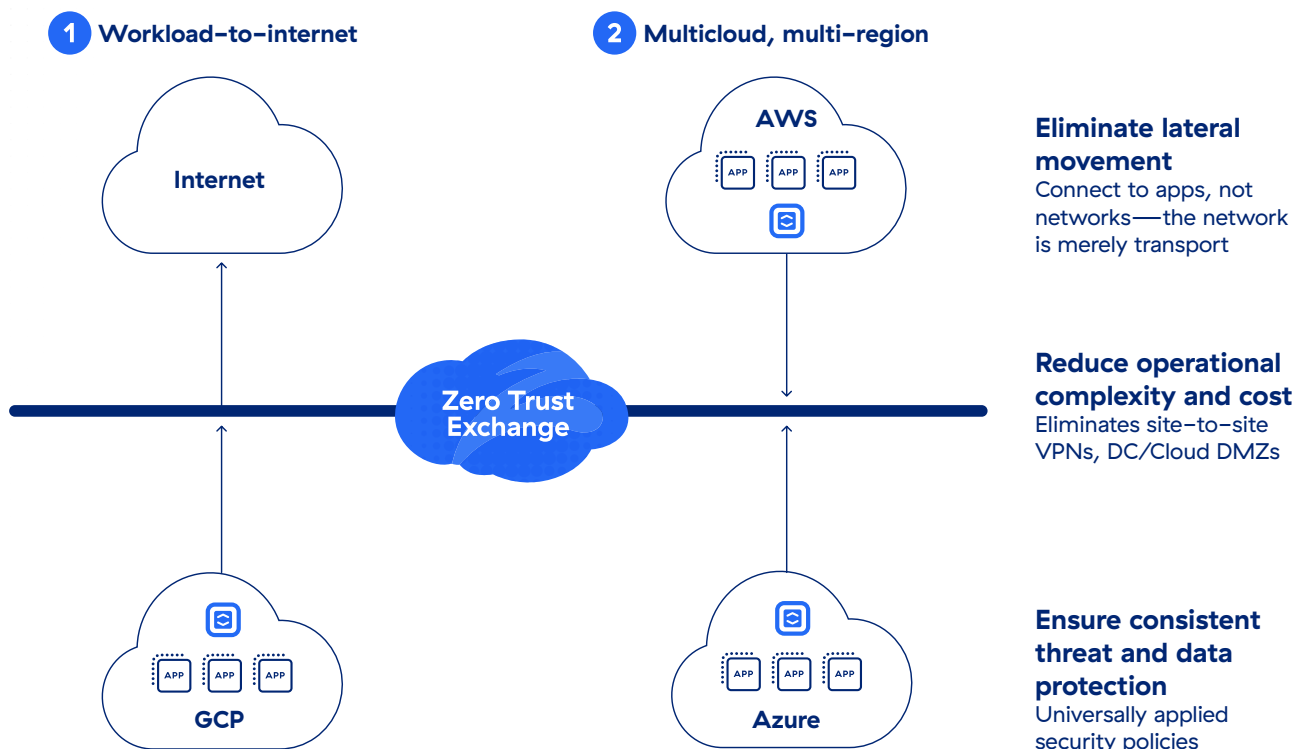 1 Workload-to-internet
2 Multicloud, multi-region
Internet
AWS
APP APP APP
Eliminate lateral
movement
Connect to apps, not
networks—the network
is merely transport
Zero Trust
Exchange
Reduce operational
complexity and cost
Eliminates site-to-site
VPNs, DC/Cloud DMZs
APP APP APP
GCP
APP APP APP
Azure
Ensure consistent
threat and data
protection
Universally applied
security policies